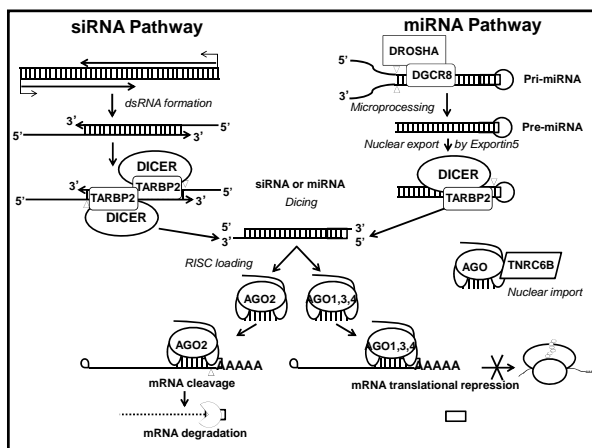 siRNA Pathway
miRNA Pathway
DROSHA
DGCR8
5’
3’
Pri-miRNA
Microprocessing
dsRNA formation
Pre-miRNA
3’
5’
5’
3’
Nuclear export
by Exportin5
DICER
TARBP2
3’
5’
TARBP2
5’
3’
DICER
DICER
TARBP2
siRNA or miRNA
Dicing
5’
3’
3’
5’
RISC loading
AGO
TNRC6B
Nuclear import
AGO2
AGO1,3,4
AGO2
AAAAA
AGO1,3,4
AAAAA
mRNA cleavage
mRNA translational repression
mRNA degradation